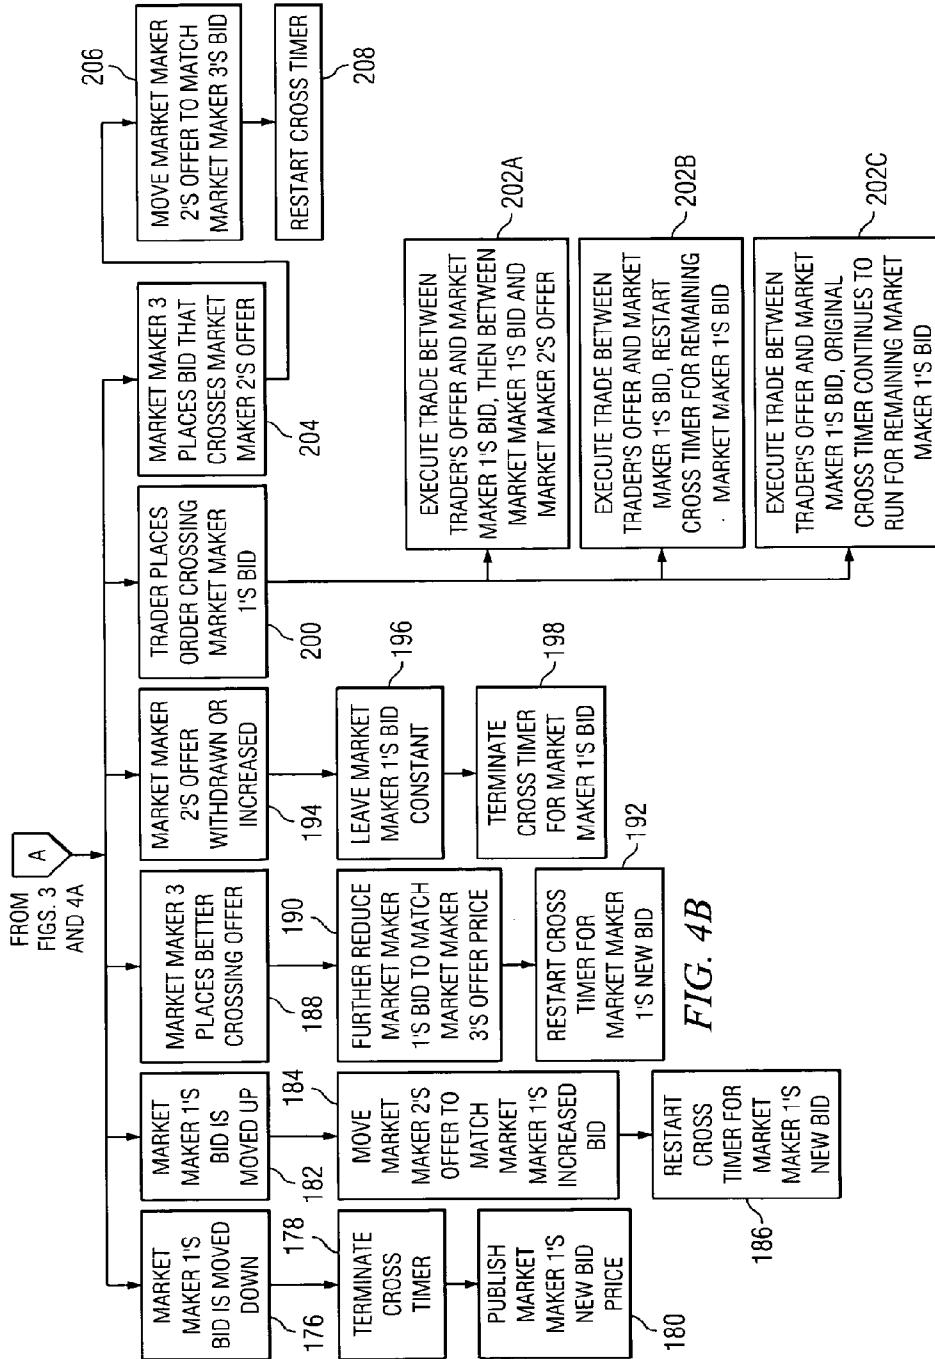 FROM
FIGS. 3
AND 4A
A
MARKET
MAKER 1'S
BID IS MOVED
DOWN
176
TERMINATE
CROSS
TIMER
178
PUBLISH
MARKET
MAKER 1'S
NEW BID
PRICE
180
MARKET
MAKER 1'S
BID IS
MOVED UP
182
MOVE
MARKET
MAKER 2'S
OFFER TO
MATCH
MARKET
MAKER 1'S
INCREASED
BID
184
RESTART
CROSS
TIMER FOR
MARKET
MAKER 1'S
NEW BID
186
MARKET MAKER 3
PLACES BETTER
CROSSING OFFER
188
FURTHER REDUCE
MARKET MAKER
1'S BID TO MATCH
MARKET MAKER
3'S OFFER PRICE
190
RESTART CROSS
TIMER FOR
MARKET MAKER
1'S NEW BID
192
MARKET MAKER
2'S OFFER
WITHDRAWN OR
INCREASED
194
LEAVE MARKET
MAKER 1'S BID
CONSTANT
196
TERMINATE
CROSS TIMER
FOR MARKET
MAKER 1'S BID
198
TRADER PLACES
ORDER CROSSING
MARKET MAKER
1'S BID
200
EXECUTE TRADE BETWEEN
TRADER'S OFFER AND MARKET
MAKER 1'S BID, THEN BETWEEN
MARKET MAKER 1'S BID AND
MARKET MAKER 2'S OFFER
202A
EXECUTE TRADE BETWEEN
TRADER'S OFFER AND MARKET
MAKER 1'S BID, RESTART
CROSS TIMER FOR REMAINING
MARKET MAKER 1'S BID
202B
EXECUTE TRADE BETWEEN
TRADER'S OFFER AND MARKET
MAKER 1'S BID, ORIGINAL
CROSS TIMER CONTINUES TO
RUN FOR REMAINING MARKET
MAKER 1'S BID
202C
MARKET MAKER 3
PLACES BID THAT
CROSSES MARKET
MAKER 2'S OFFER
204
MOVE MARKET MAKER
2'S OFFER TO MATCH
MARKET MAKER 3'S BID
206
RESTART CROSS TIMER
208
FIG. 4B